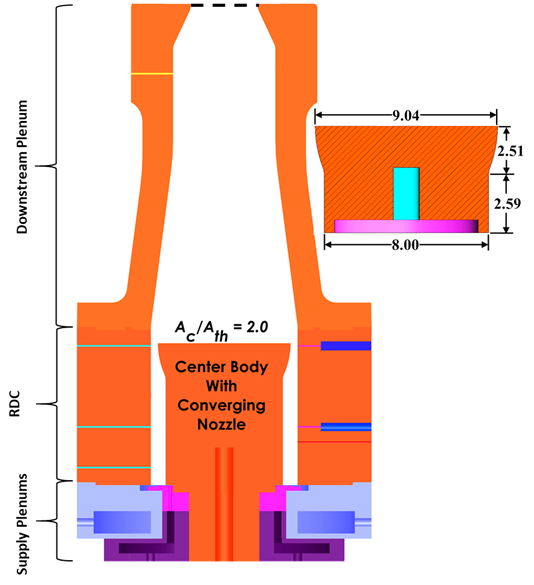 Downstream Plenum
RDC
Supply Plenums
A_c/A_th = 2.0
Center Body
With
Converging
Nozzle
9.04
2.51
2.59
8.00